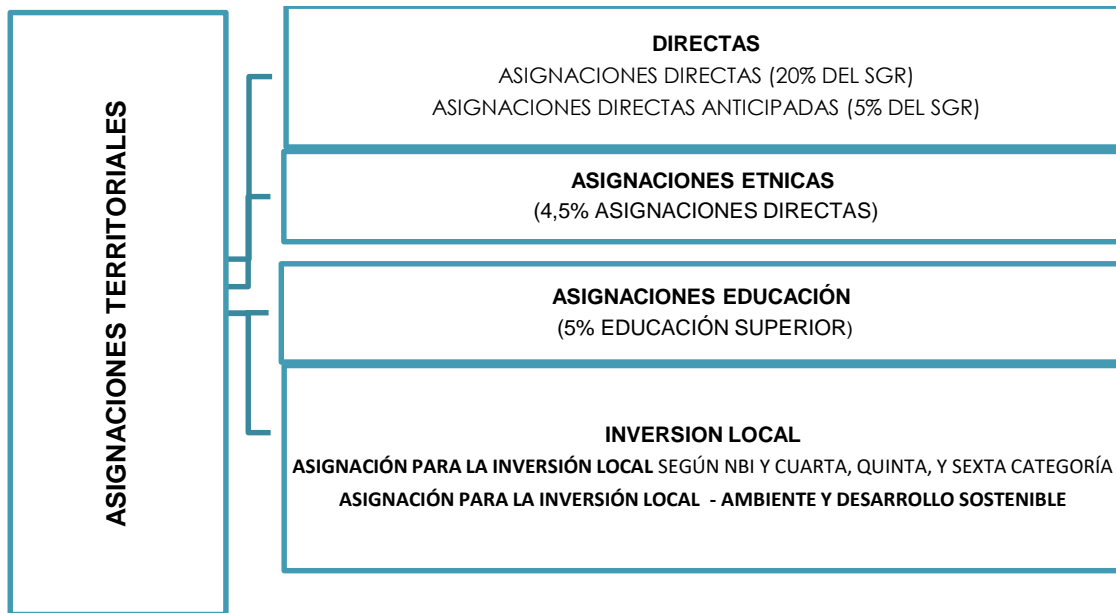 ASIGNACIONES TERRITORIALES
DIRECTAS
ASIGNACIONES DIRECTAS (20% DEL SGR)
ASIGNACIONES DIRECTAS ANTICIPADAS (5% DEL SGR)
ASIGNACIONES ETNICAS
(4,5% ASIGNACIONES DIRECTAS)
ASIGNACIONES EDUCACIÓN
(5% EDUCACIÓN SUPERIOR)
INVERSION LOCAL
ASIGNACIÓN PARA LA INVERSIÓN LOCAL SEGÚN NBI Y CUARTA, QUINTA, Y SEXTA CATEGORÍA
ASIGNACIÓN PARA LA INVERSIÓN LOCAL - AMBIENTE Y DESARROLLO SOSTENIBLE